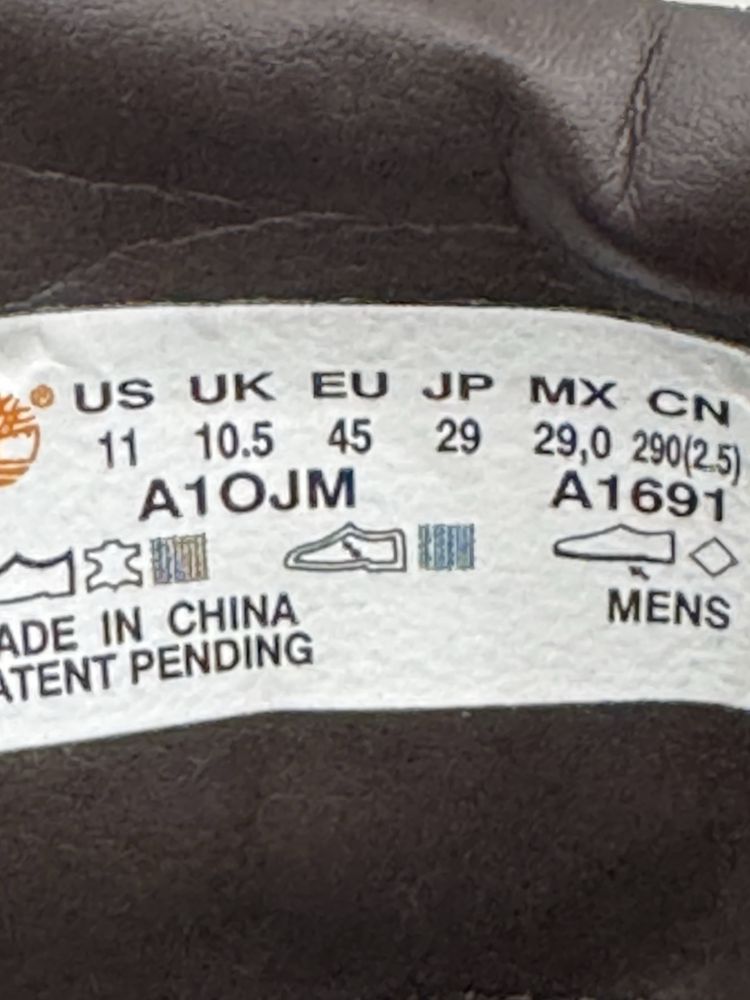 ® US UK EU JP MX CN
11 10.5 45 29 29,0 290(2.5)
A1OJM A1691
ADE IN CHINA MENS
ATENT PENDING